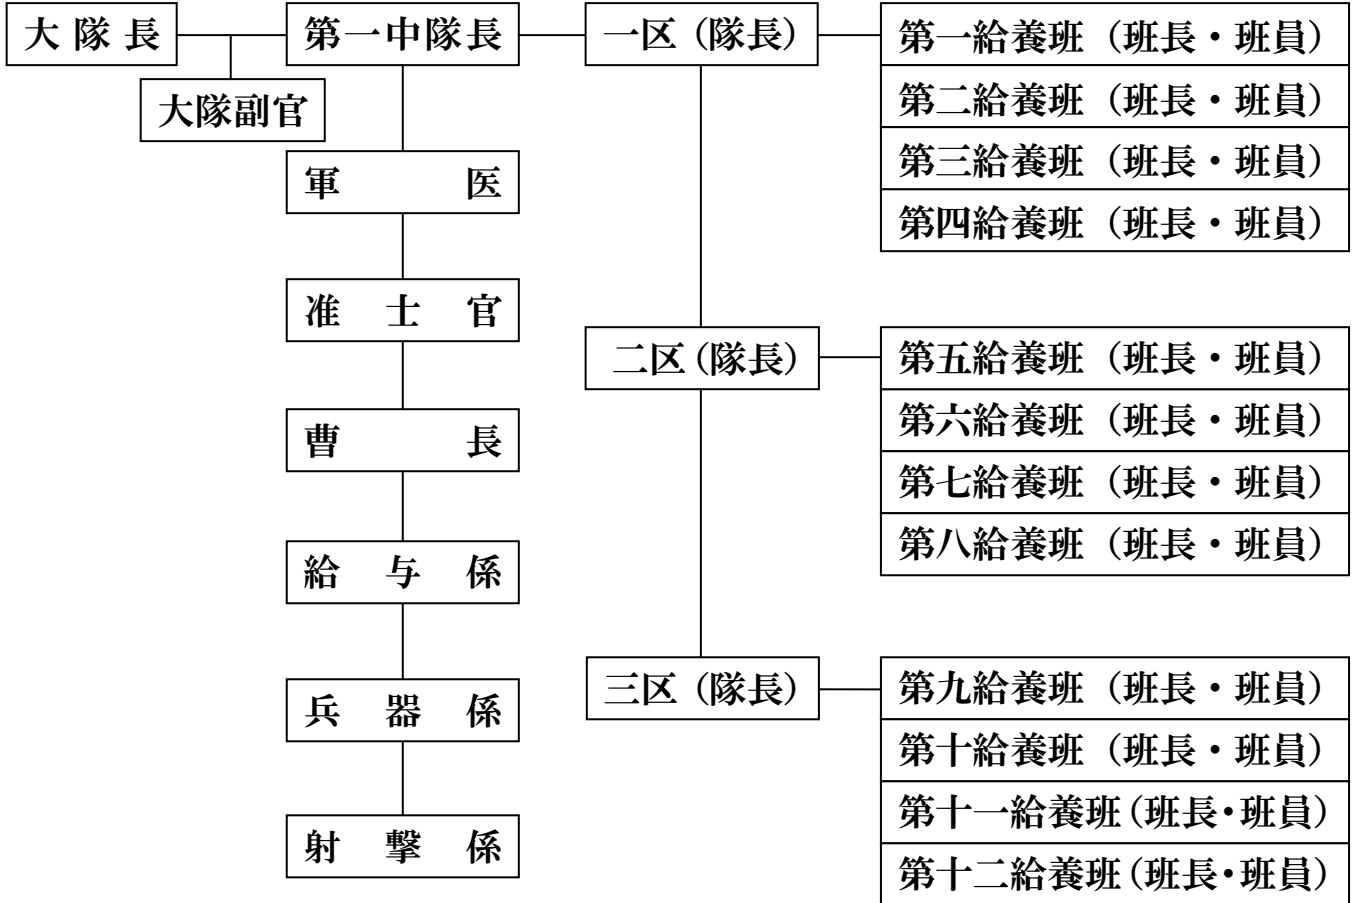 大隊長
大隊副官
第一中隊長
軍医
准士官
曹長
給与係
兵器係
射撃係
一区（隊長）
第一給養班（班長・班員）
第二給養班（班長・班員）
第三給養班（班長・班員）
第四給養班（班長・班員）
二区（隊長）
第五給養班（班長・班員）
第六給養班（班長・班員）
第七給養班（班長・班員）
第八給養班（班長・班員）
三区（隊長）
第九給養班（班長・班員）
第十給養班（班長・班員）
第十一給養班（班長・班員）
第十二給養班（班長・班員）